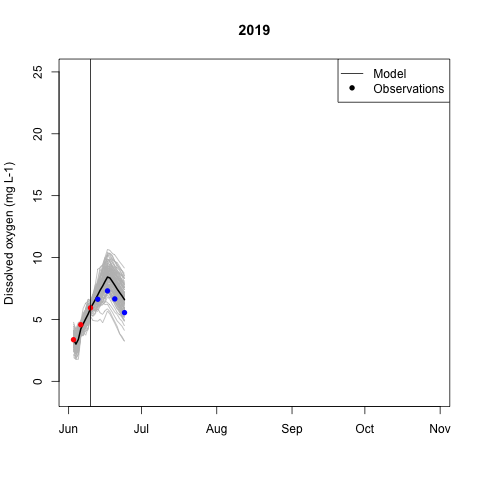 2019
Model
Observations
Dissolved oxygen (mg L-1)
25
20
15
10
5
0
Jun Jul Aug Sep Oct Nov